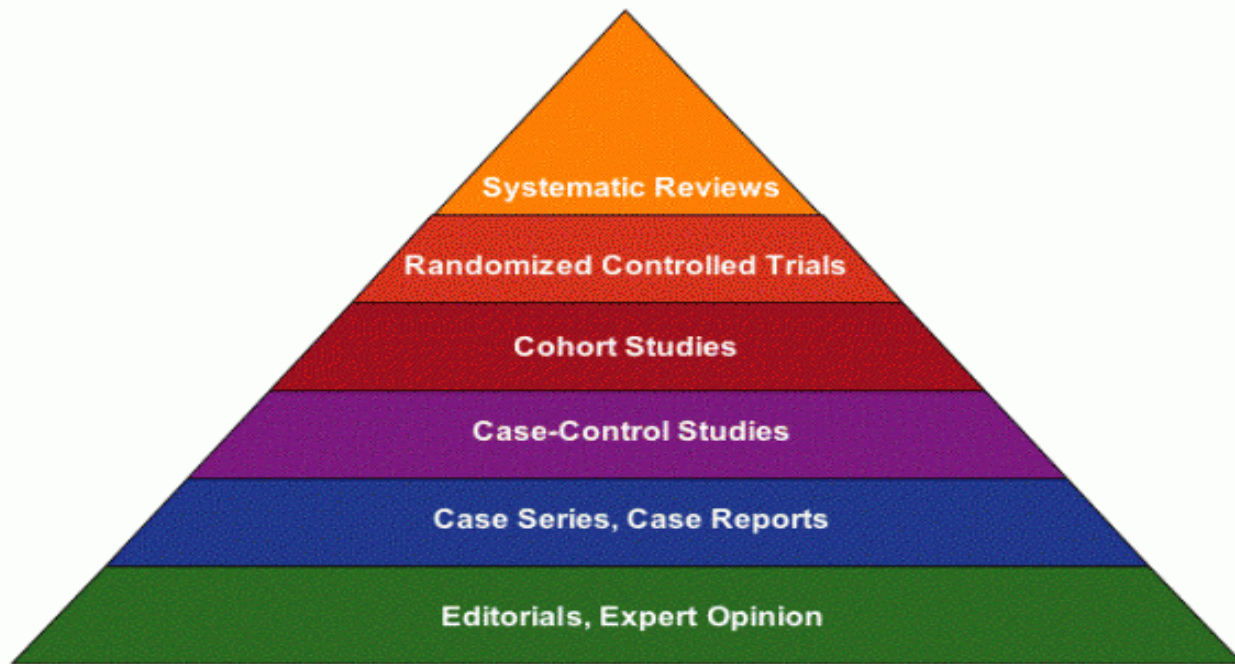 Systematic Reviews
Randomized Controlled Trials
Cohort Studies
Case-Control Studies
Case Series, Case Reports
Editorials, Expert Opinion